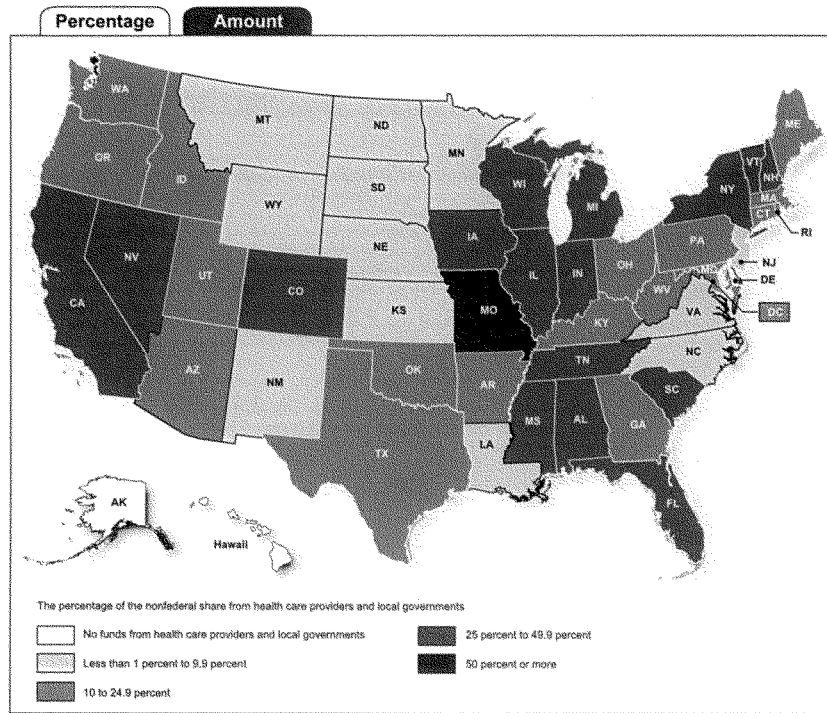 Percentage Amount
WA
MT
ND
MN
ME
OR
ID
SD
WI
VT
NH
NY
MA
CT
RI
WY
MI
IA
NE
PA
NJ
NV
UT
CO
IL
IN
OH
DE
MD
DC
WV
CA
KS
MO
KY
VA
TN
NC
AZ
NM
OK
AR
SC
MS
AL
GA
TX
LA
FL
AK
Hawaii
The percentage of the nonfederal share from health care providers and local governments
No funds from health care providers and local governments 25 percent to 49.9 percent
Less than 1 percent to 9.9 percent 50 percent or more
10 to 24.9 percent